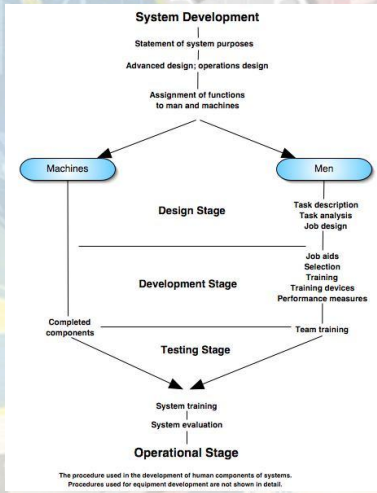 System Development
Statement of system purposes
Advanced design; operations design
Assignment of functions
to man and machines
Machines
Men
Design Stage
Task description
Task analysis
Job design
Job aids
Selection
Training
Training devices
Performance measures
Development Stage
Completed
components
Team training
Testing Stage
System training
System evaluation
Operational Stage
The procedure used in the development of human components of systems.
Procedures used for equipment development are not shown in detail.